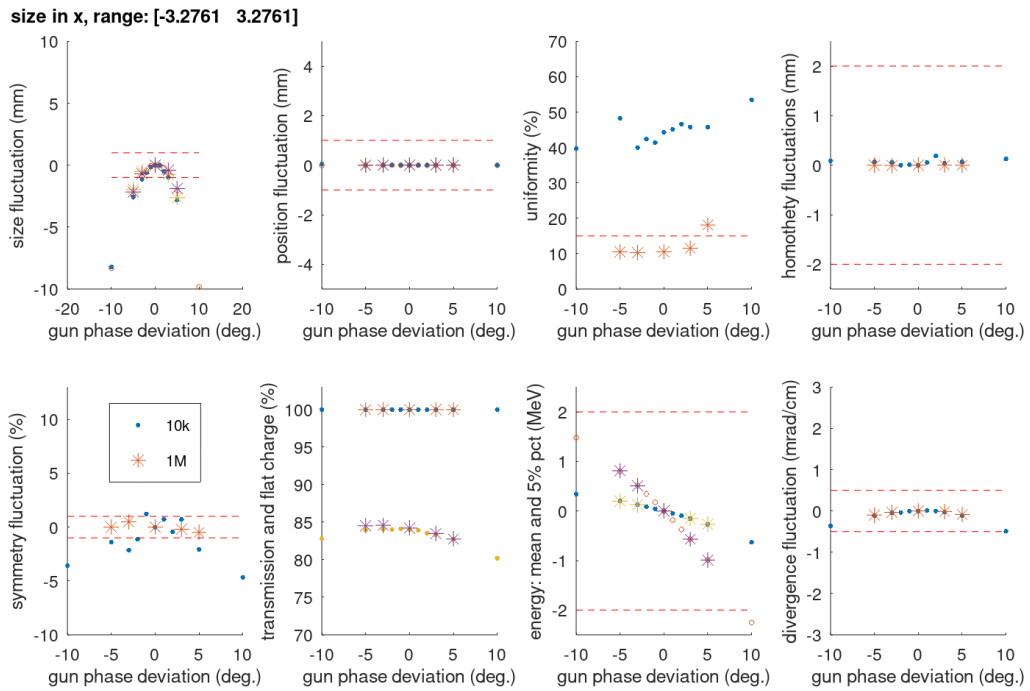 size in x, range: [-3.2761 3.2761]
size fluctuation (mm)
10
5
0
-5
-10
-20 -10 0 10 20
gun phase deviation (deg.)
position fluctuation (mm)
4
2
0
-2
-4
-10 -5 0 5 10
gun phase deviation (deg.)
uniformity (%)
70
60
50
40
30
20
10
0
-10 -5 0 5 10
gun phase deviation (deg.)
homothety fluctuations (mm)
2
1
0
-1
-2
-10 -5 0 5 10
gun phase deviation (deg.)
symmetry fluctuation (%)
10
5
0
-5
-10
10k
1M
-10 -5 0 5 10
gun phase deviation (deg.)
transmission and flat charge (%)
100
95
90
85
80
75
70
-10 -5 0 5 10
gun phase deviation (deg.)
energy: mean and 5% pct (MeV)
2
1
0
-1
-2
-10 -5 0 5 10
gun phase deviation (deg.)
divergence fluctuation (mrad/cm)
3
2
1
0
-1
-2
-3
-10 -5 0 5 10
gun phase deviation (deg.)